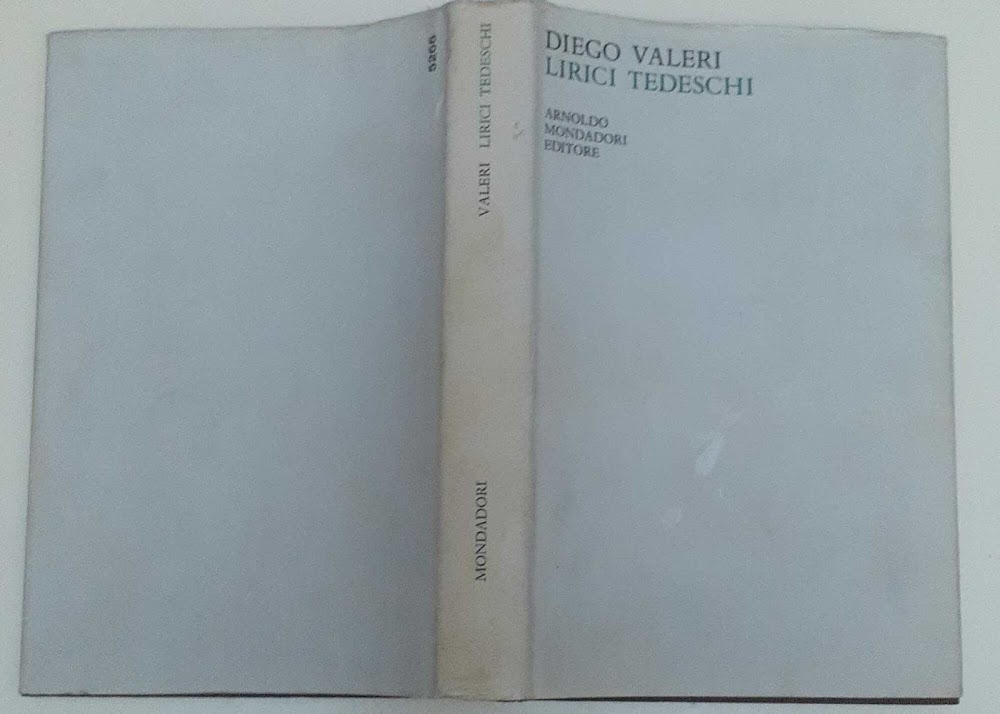 5266
VALERI LIRICI TEDESCHI
MONDADORI
DIEGO VALERI
LIRICI TEDESCHI
ARNOLDO
MONDADORI
EDITORE